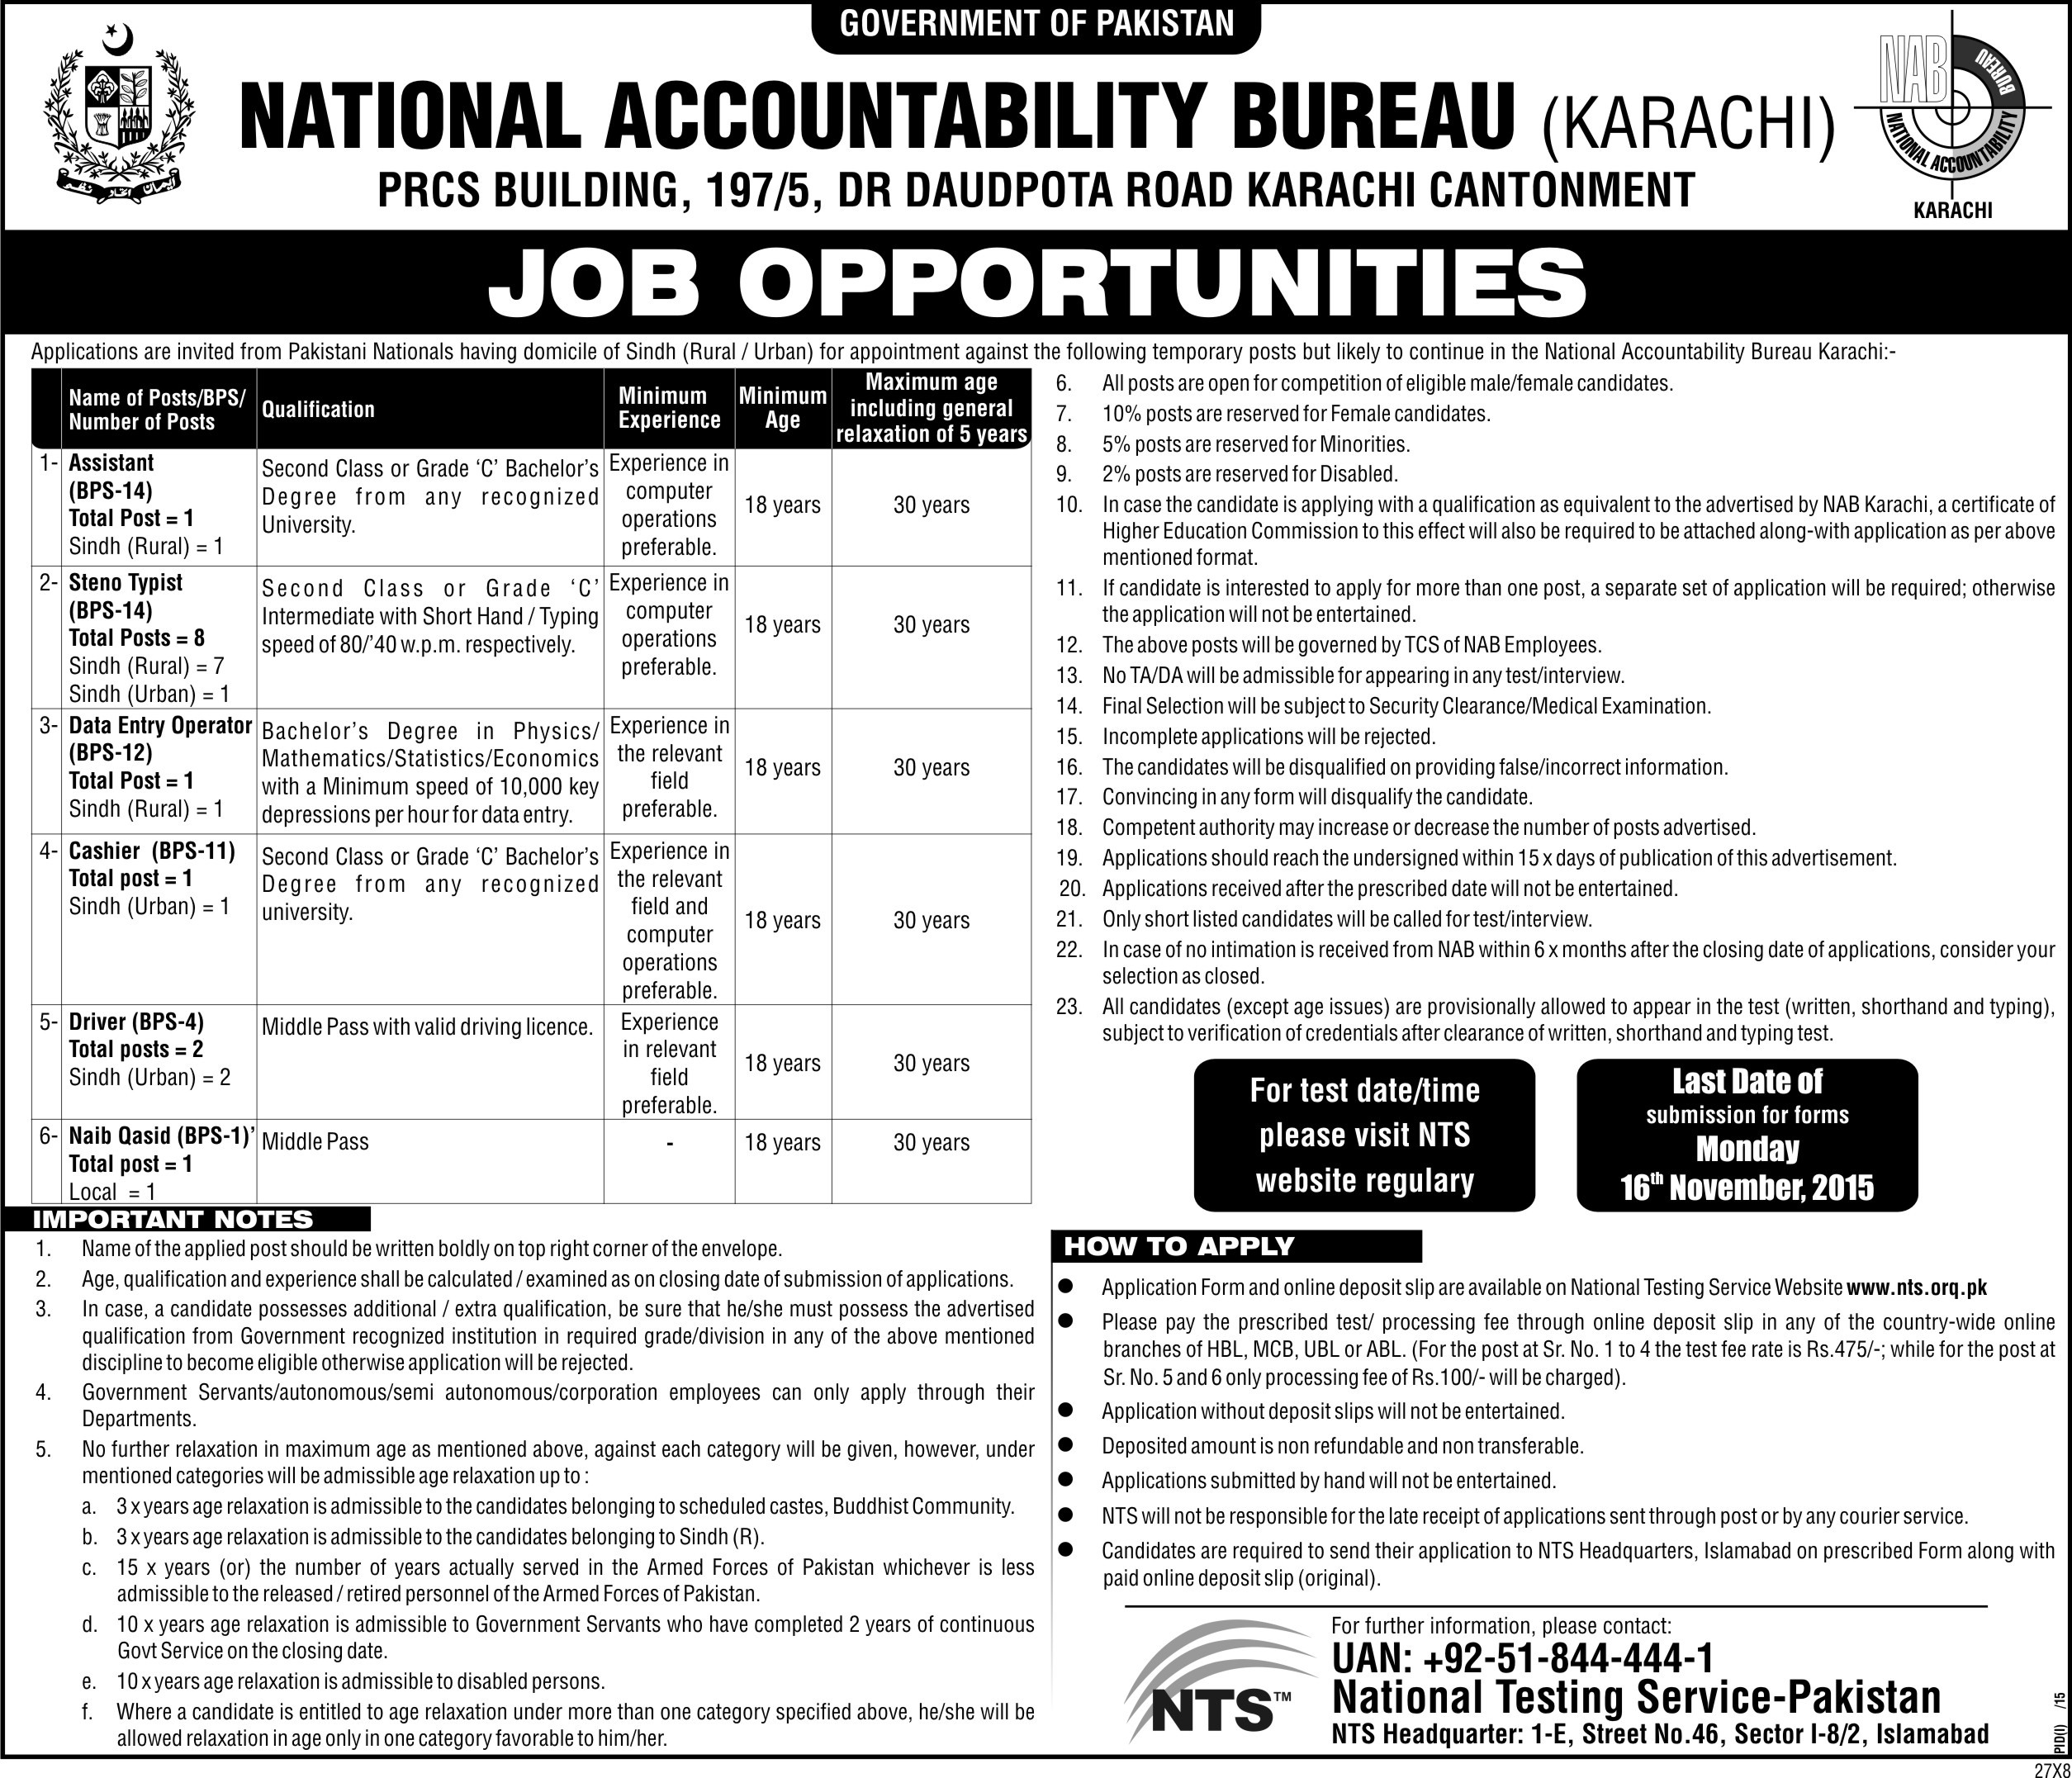 GOVERNMENT OF PAKISTAN
NAB
BUREAU
NATIONAL ACCOUNTABILITY
KARACHI
NATIONAL ACCOUNTABILITY BUREAU (KARACHI)
PRCS BUILDING, 197/5, DR DAUDPOTA ROAD KARACHI CANTONMENT
JOB OPPORTUNITIES
Applications are invited from Pakistani Nationals having domicile of Sindh (Rural / Urban) for appointment against the following temporary posts but likely to continue in the National Accountability Bureau Karachi:-
Name of Posts/BPS/
Number of Posts
Qualification
Minimum
Experience
Minimum
Age
Maximum age
including general
relaxation of 5 years
1- Assistant
(BPS-14)
Total Post = 1
Sindh (Rural) = 1
Second Class or Grade ‘C’ Bachelor’s
Degree from any recognized
University.
Experience in
computer
operations
preferable.
18 years
30 years
2- Steno Typist
(BPS-14)
Total Posts = 8
Sindh (Rural) = 7
Sindh (Urban) = 1
Second Class or Grade ‘C’
Intermediate with Short Hand / Typing
speed of 80/’40 w.p.m. respectively.
Experience in
computer
operations
preferable.
18 years
30 years
3- Data Entry Operator
(BPS-12)
Total Post = 1
Sindh (Rural) = 1
Bachelor’s Degree in Physics/
Mathematics/Statistics/Economics
with a Minimum speed of 10,000 key
depressions per hour for data entry.
Experience in
the relevant
field
preferable.
18 years
30 years
4- Cashier (BPS-11)
Total post = 1
Sindh (Urban) = 1
Second Class or Grade ‘C’ Bachelor’s
Degree from any recognized
university.
Experience in
the relevant
field and
computer
operations
preferable.
18 years
30 years
5- Driver (BPS-4)
Total posts = 2
Sindh (Urban) = 2
Middle Pass with valid driving licence.
Experience
in relevant
field
preferable.
18 years
30 years
6- Naib Qasid (BPS-1)’
Total post = 1
Local = 1
Middle Pass
-
18 years
30 years
IMPORTANT NOTES
1. Name of the applied post should be written boldly on top right corner of the envelope.
2. Age, qualification and experience shall be calculated / examined as on closing date of submission of applications.
3. In case, a candidate possesses additional / extra qualification, be sure that he/she must possess the advertised
qualification from Government recognized institution in required grade/division in any of the above mentioned
discipline to become eligible otherwise application will be rejected.
4. Government Servants/autonomous/semi autonomous/corporation employees can only apply through their
Departments.
5. No further relaxation in maximum age as mentioned above, against each category will be given, however, under
mentioned categories will be admissible age relaxation up to :
a. 3 x years age relaxation is admissible to the candidates belonging to scheduled castes, Buddhist Community.
b. 3 x years age relaxation is admissible to the candidates belonging to Sindh (R).
c. 15 x years (or) the number of years actually served in the Armed Forces of Pakistan whichever is less
admissible to the released / retired personnel of the Armed Forces of Pakistan.
d. 10 x years age relaxation is admissible to Government Servants who have completed 2 years of continuous
Govt Service on the closing date.
e. 10 x years age relaxation is admissible to disabled persons.
f. Where a candidate is entitled to age relaxation under more than one category specified above, he/she will be
allowed relaxation in age only in one category favorable to him/her.
6. All posts are open for competition of eligible male/female candidates.
7. 10% posts are reserved for Female candidates.
8. 5% posts are reserved for Minorities.
9. 2% posts are reserved for Disabled.
10. In case the candidate is applying with a qualification as equivalent to the advertised by NAB Karachi, a certificate of
Higher Education Commission to this effect will also be required to be attached along-with application as per above
mentioned format.
11. If candidate is interested to apply for more than one post, a separate set of application will be required; otherwise
the application will not be entertained.
12. The above posts will be governed by TCS of NAB Employees.
13. No TA/DA will be admissible for appearing in any test/interview.
14. Final Selection will be subject to Security Clearance/Medical Examination.
15. Incomplete applications will be rejected.
16. The candidates will be disqualified on providing false/incorrect information.
17. Convincing in any form will disqualify the candidate.
18. Competent authority may increase or decrease the number of posts advertised.
19. Applications should reach the undersigned within 15 x days of publication of this advertisement.
20. Applications received after the prescribed date will not be entertained.
21. Only short listed candidates will be called for test/interview.
22. In case of no intimation is received from NAB within 6 x months after the closing date of applications, consider your
selection as closed.
23. All candidates (except age issues) are provisionally allowed to appear in the test (written, shorthand and typing),
subject to verification of credentials after clearance of written, shorthand and typing test.
For test date/time
please visit NTS
website regulary
Last Date of
submission for forms
Monday
16th November, 2015
HOW TO APPLY
● Application Form and online deposit slip are available on National Testing Service Website www.nts.orq.pk
● Please pay the prescribed test/ processing fee through online deposit slip in any of the country-wide online
branches of HBL, MCB, UBL or ABL. (For the post at Sr. No. 1 to 4 the test fee rate is Rs.475/-; while for the post at
Sr. No. 5 and 6 only processing fee of Rs.100/- will be charged).
● Application without deposit slips will not be entertained.
● Deposited amount is non refundable and non transferable.
● Applications submitted by hand will not be entertained.
● NTS will not be responsible for the late receipt of applications sent through post or by any courier service.
● Candidates are required to send their application to NTS Headquarters, Islamabad on prescribed Form along with
paid online deposit slip (original).
NTS™
For further information, please contact:
UAN: +92-51-844-444-1
National Testing Service-Pakistan
NTS Headquarter: 1-E, Street No.46, Sector I-8/2, Islamabad
PID(I) /15
27X8